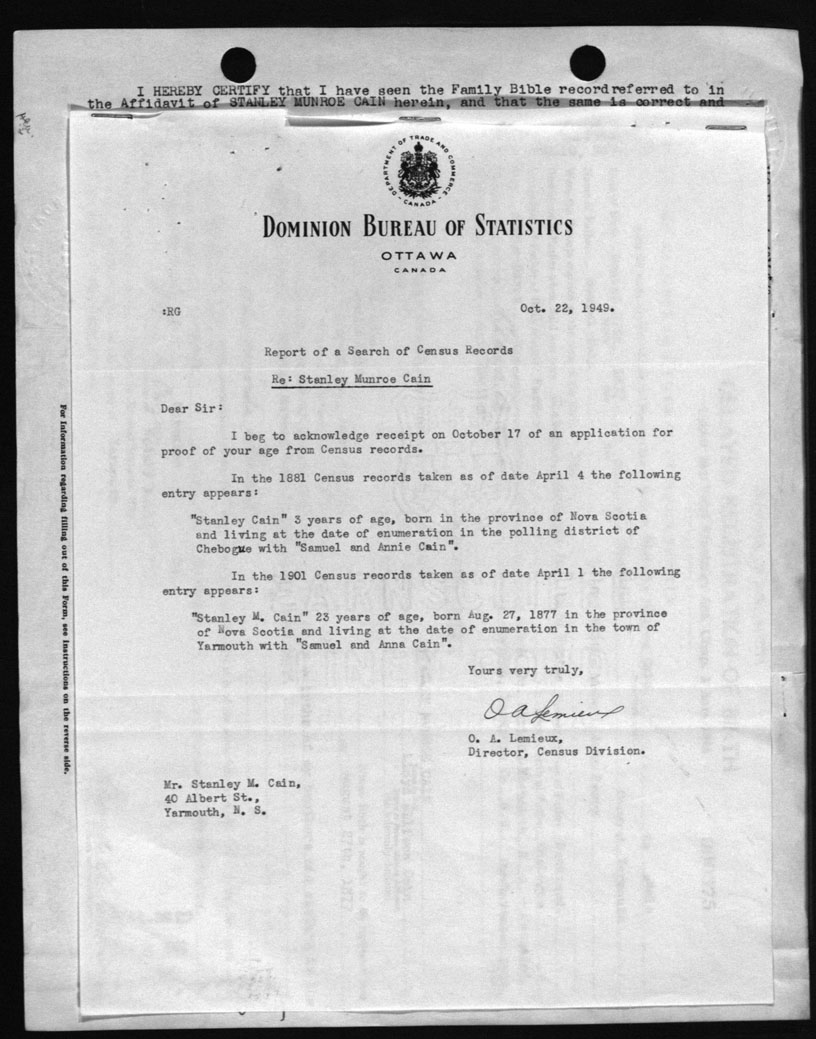 I HEREBY CERTIFY that I have seen the Family Bible record referred to in
the Affidavit of STANLEY MUNROE CAIN herein, and that the same is correct and
DEPARTMENT OF TRADE AND COMMERCE
CANADA
DOMINION BUREAU OF STATISTICS
OTTAWA
CANADA
:RG
Oct. 22, 1949.
Report of a Search of Census Records
Re: Stanley Munroe Cain
Dear Sir:
I beg to acknowledge receipt on October 17 of an application for
proof of your age from Census records.
In the 1881 Census records taken as of date April 4 the following
entry appears:
"Stanley Cain" 3 years of age, born in the province of Nova Scotia
and living at the date of enumeration in the polling district of
Chebogue with "Samuel and Annie Cain".
In the 1901 Census records taken as of date April 1 the following
entry appears:
"Stanley M. Cain" 23 years of age, born Aug. 27, 1877 in the province
of Nova Scotia and living at the date of enumeration in the town of
Yarmouth with "Samuel and Anna Cain".
Yours very truly,
O A Lemieux
O. A. Lemieux,
Director, Census Division.
Mr. Stanley M. Cain,
40 Albert St.,
Yarmouth, N. S.
For Information regarding filling out of this Form, see Instructions on the reverse side.